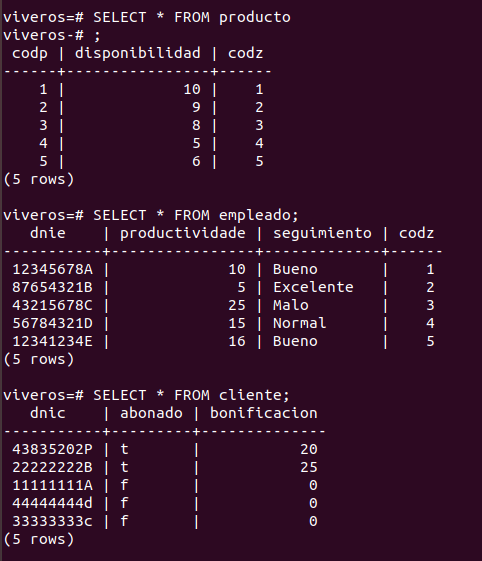 viveros=# SELECT * FROM producto
viveros-# ;
 codp | disponibilidad | codz
------+----------------+------
    1 |             10 |    1
    2 |              9 |    2
    3 |              8 |    3
    4 |              5 |    4
    5 |              6 |    5
(5 rows)

viveros=# SELECT * FROM empleado;
   dnie    | productividade | seguimiento | codz
-----------+----------------+-------------+------
 12345678A |             10 | Bueno       |    1
 87654321B |              5 | Excelente   |    2
 43215678C |             25 | Malo        |    3
 56784321D |             15 | Normal      |    4
 12341234E |             16 | Bueno       |    5
(5 rows)

viveros=# SELECT * FROM cliente;
   dnic    | abonado | bonificacion
-----------+---------+--------------
 43835202P | t       |           20
 22222222B | t       |           25
 11111111A | f       |            0
 44444444d | f       |            0
 33333333c | f       |            0
(5 rows)